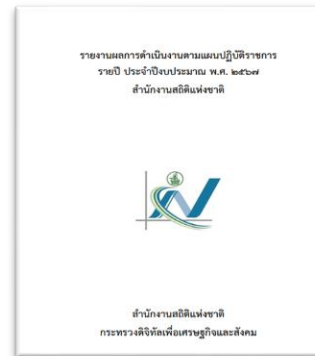 รายงานผลการดำเนินงานตามแผนปฏิบัติราชการ
รายปี ประจำปีงบประมาณ พ.ศ. ๒๕๖๗
สำนักงานสถิติแห่งชาติ
สำนักงานสถิติแห่งชาติ
กระทรวงดิจิทัลเพื่อเศรษฐกิจและสังคม